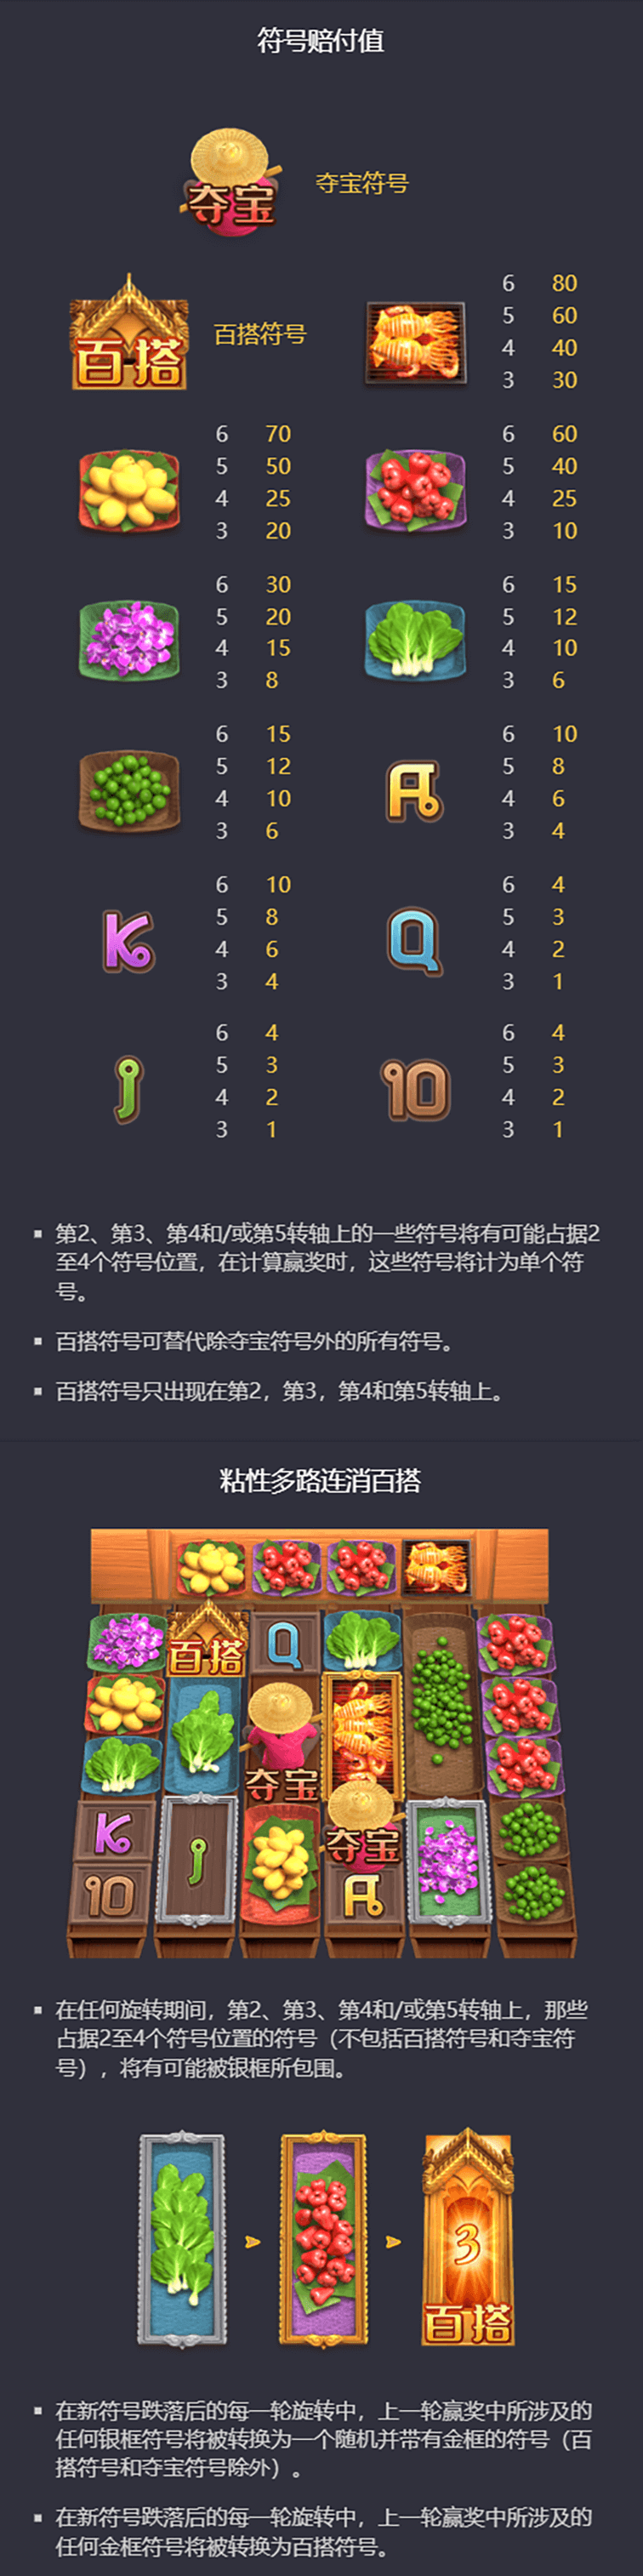 符号赔付值
夺宝
夺宝符号
百搭
百搭符号
6 80
5 60
4 40
3 30
6 70
5 50
4 25
3 20
6 60
5 40
4 25
3 10
6 30
5 20
4 15
3 8
6 15
5 12
4 10
3 6
6 15
5 12
4 10
3 6
A
6 10
5 8
6 6
3 4
K
6 10
5 8
4 6
3 4
Q
6 4
5 3
4 2
3 1
J
6 4
5 3
4 2
3 1
10
6 4
5 3
4 2
3 1
▪ 第2、第3、第4和/或第5转轴上的一些符号将有可能占据2
至4个符号位置，在计算赢奖时，这些符号将计为单个符
号。
▪ 百搭符号可替代除夺宝符号外的所有符号。
▪ 百搭符号只出现在第2，第3，第4和第5转轴上。
粘性多路连消百搭
百搭
Q
夺宝
K
J
夺宝
10
A
▪ 在任何旋转期间，第2、第3、第4和/或第5转轴上，那些
占据2至4个符号位置的符号（不包括百搭符号和夺宝符
号），将有可能被银框所包围。
3
百搭
▪ 在新符号跌落后的每一轮旋转中，上一轮赢奖中所涉及的
任何银框符号将被转换为一个随机并带有金框的符号（百
搭符号和夺宝符号除外）。
▪ 在新符号跌落后的每一轮旋转中，上一轮赢奖中所涉及的
任何金框符号将被转换为百搭符号。